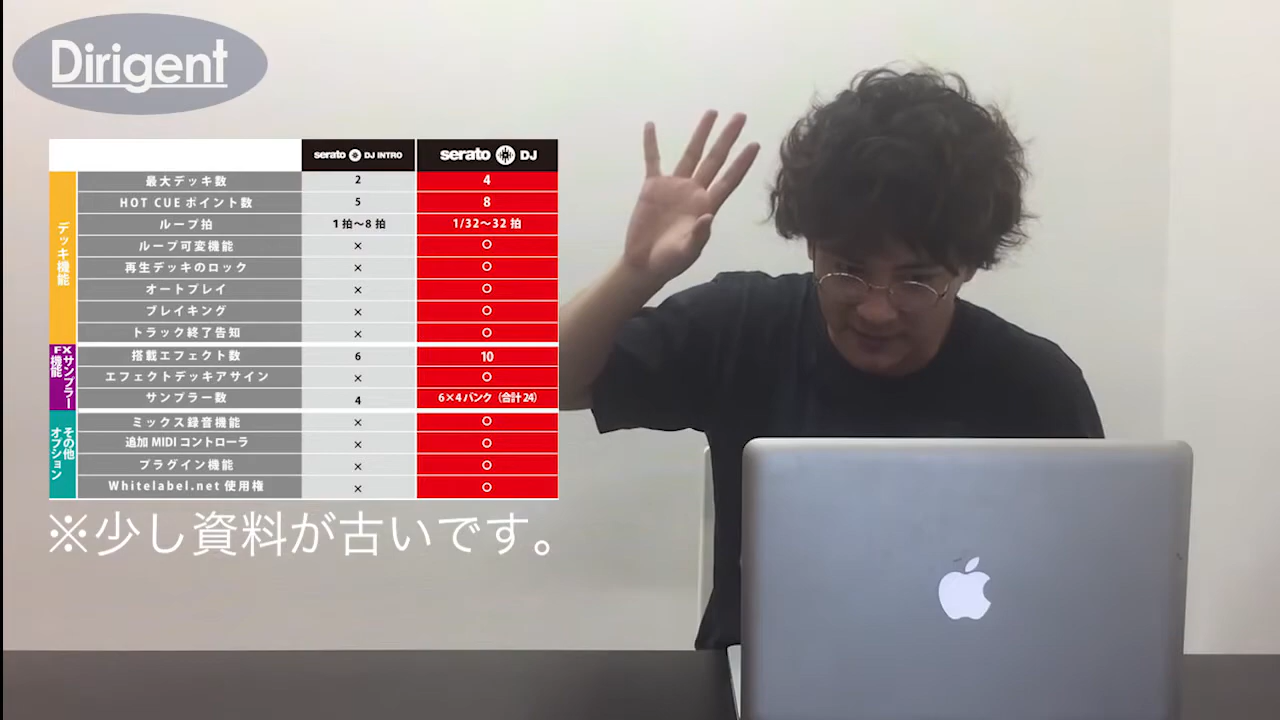 Dirigent
serato DJ INTRO serato DJ
デッキ機能
最大デッキ数 2 4
HOT CUE ポイント数 5 8
ループ拍 1拍〜8拍 1/32〜32拍
ループ可変機能 × ○
再生デッキのロック × ○
オートプレイ × ○
ブレイキング × ○
トラック終了告知 × ○
FXサンプラー機能
搭載エフェクト数 6 10
エフェクトデッキアサイン × ○
サンプラー数 4 6×4バンク（合計24）
その他オプション
ミックス録音機能 × ○
追加MIDIコントローラ × ○
プラグイン機能 × ○
Whitelabel.net 使用権 × ○
※少し資料が古いです。